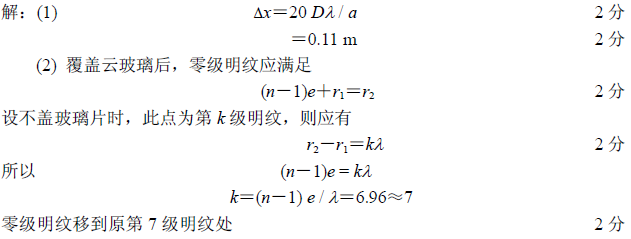 解：(1) Δx＝20 Dλ / a 2 分
＝0.11 m 2 分
(2) 覆盖云玻璃后，零级明纹应满足
(n－1)e＋r₁＝r₂ 2 分
设不盖玻璃片时，此点为第 k 级明纹，则应有
r₂－r₁＝kλ 2 分
所以 (n－1)e = kλ
k＝(n－1) e / λ＝6.96≈7
零级明纹移到原第 7 级明纹处 2 分